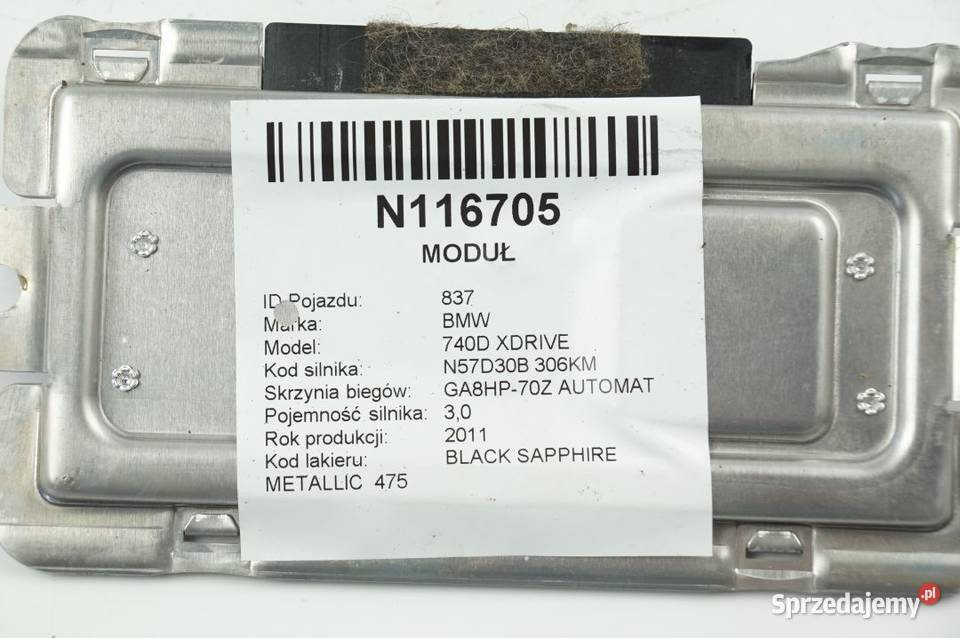 N116705
MODUŁ
ID Pojazdu: 837
Marka: BMW
Model: 740D XDRIVE
Kod silnika: N57D30B 306KM
Skrzynia biegów: GA8HP-70Z AUTOMAT
Pojemność silnika: 3,0
Rok produkcji: 2011
Kod lakieru: BLACK SAPPHIRE
METALLIC 475
Sprzedajemy.pl